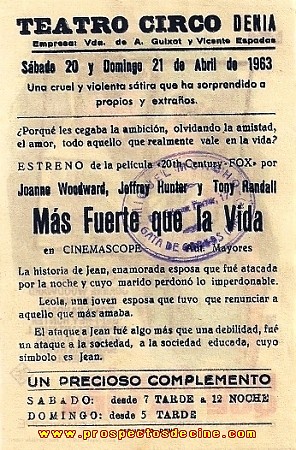 TEATRO CIRCO DENIA
Empresa: Vda. de A. Guixot y Vicente Espadas
Sábado 20 y Domingo 21 de Abril de 1963
Una cruel y violenta sátira que ha sorprendido a
propios y extraños.
¿Porqué les cegaba la ambición, olvidando la amistad,
el amor, todo aquello que realmente vale en la vida?
ESTRENO de la película «20th Century-FOX» por
Joanne Woodward, Jeffrey Hunter y Tony Randall
Más Fuerte que la Vida
en CINEMASCOPE Aut. Mayores
GATA DE GORGOS
La historia de Jean, enamorada esposa que fué atacada
por la noche y cuyo marido perdonó lo imperdonable.
Leola, una joven esposa que tuvo que renunciar a
aquello que más amaba.
El ataque a Jean fué algo más que una debilidad, fué
un ataque a la sociedad, a la sociedad educada, cuyo
símbolo es Jean.
UN PRECIOSO COMPLEMENTO
SABADO: desde 7 TARDE a 12 NOCHE
DOMINGO: desde 5 TARDE
www.prospectosdecine.com